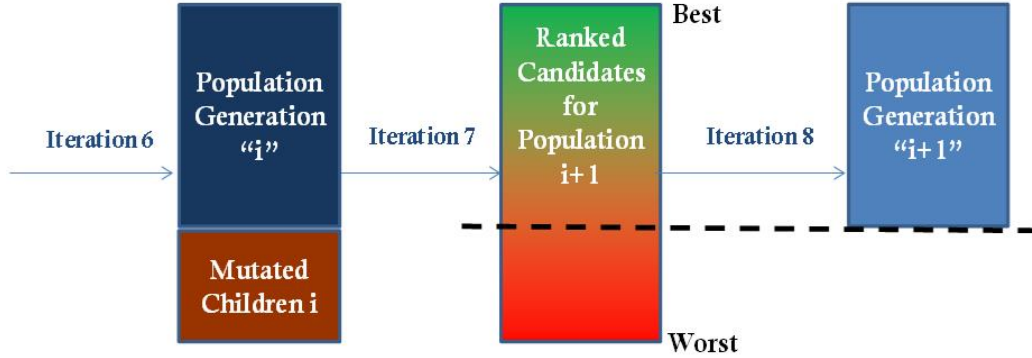 Iteration 6
Population
Generation
“i”
Mutated
Children i
Iteration 7
Ranked
Candidates
for
Population
i+1
Best
Worst
Iteration 8
Population
Generation
“i+1”